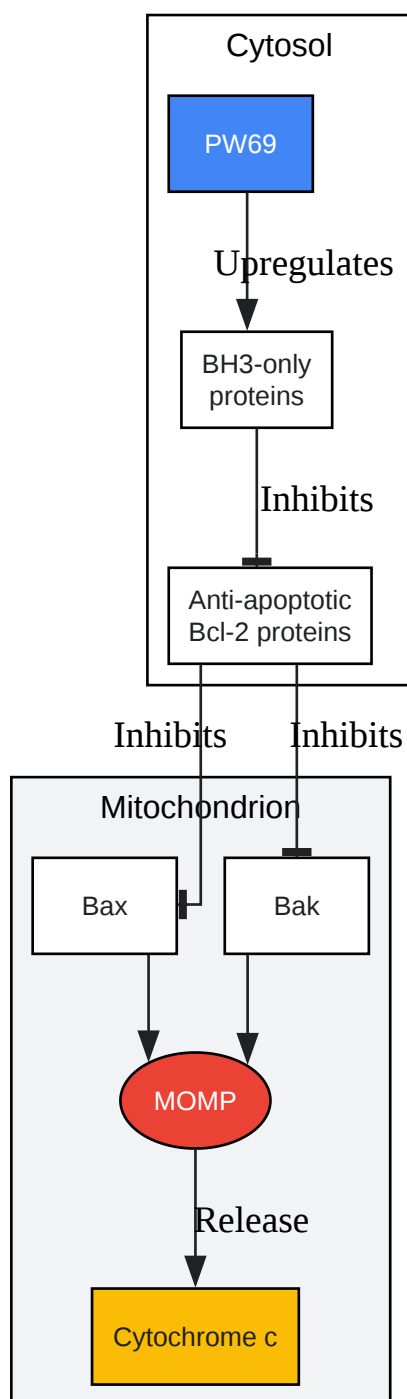 Cytosol
PW69
Upregulates
BH3-only
proteins
Inhibits
Anti-apoptotic
Bcl-2 proteins
Inhibits
Inhibits
Mitochondrion
Bax
Bak
MOMP
Release
Cytochrome c